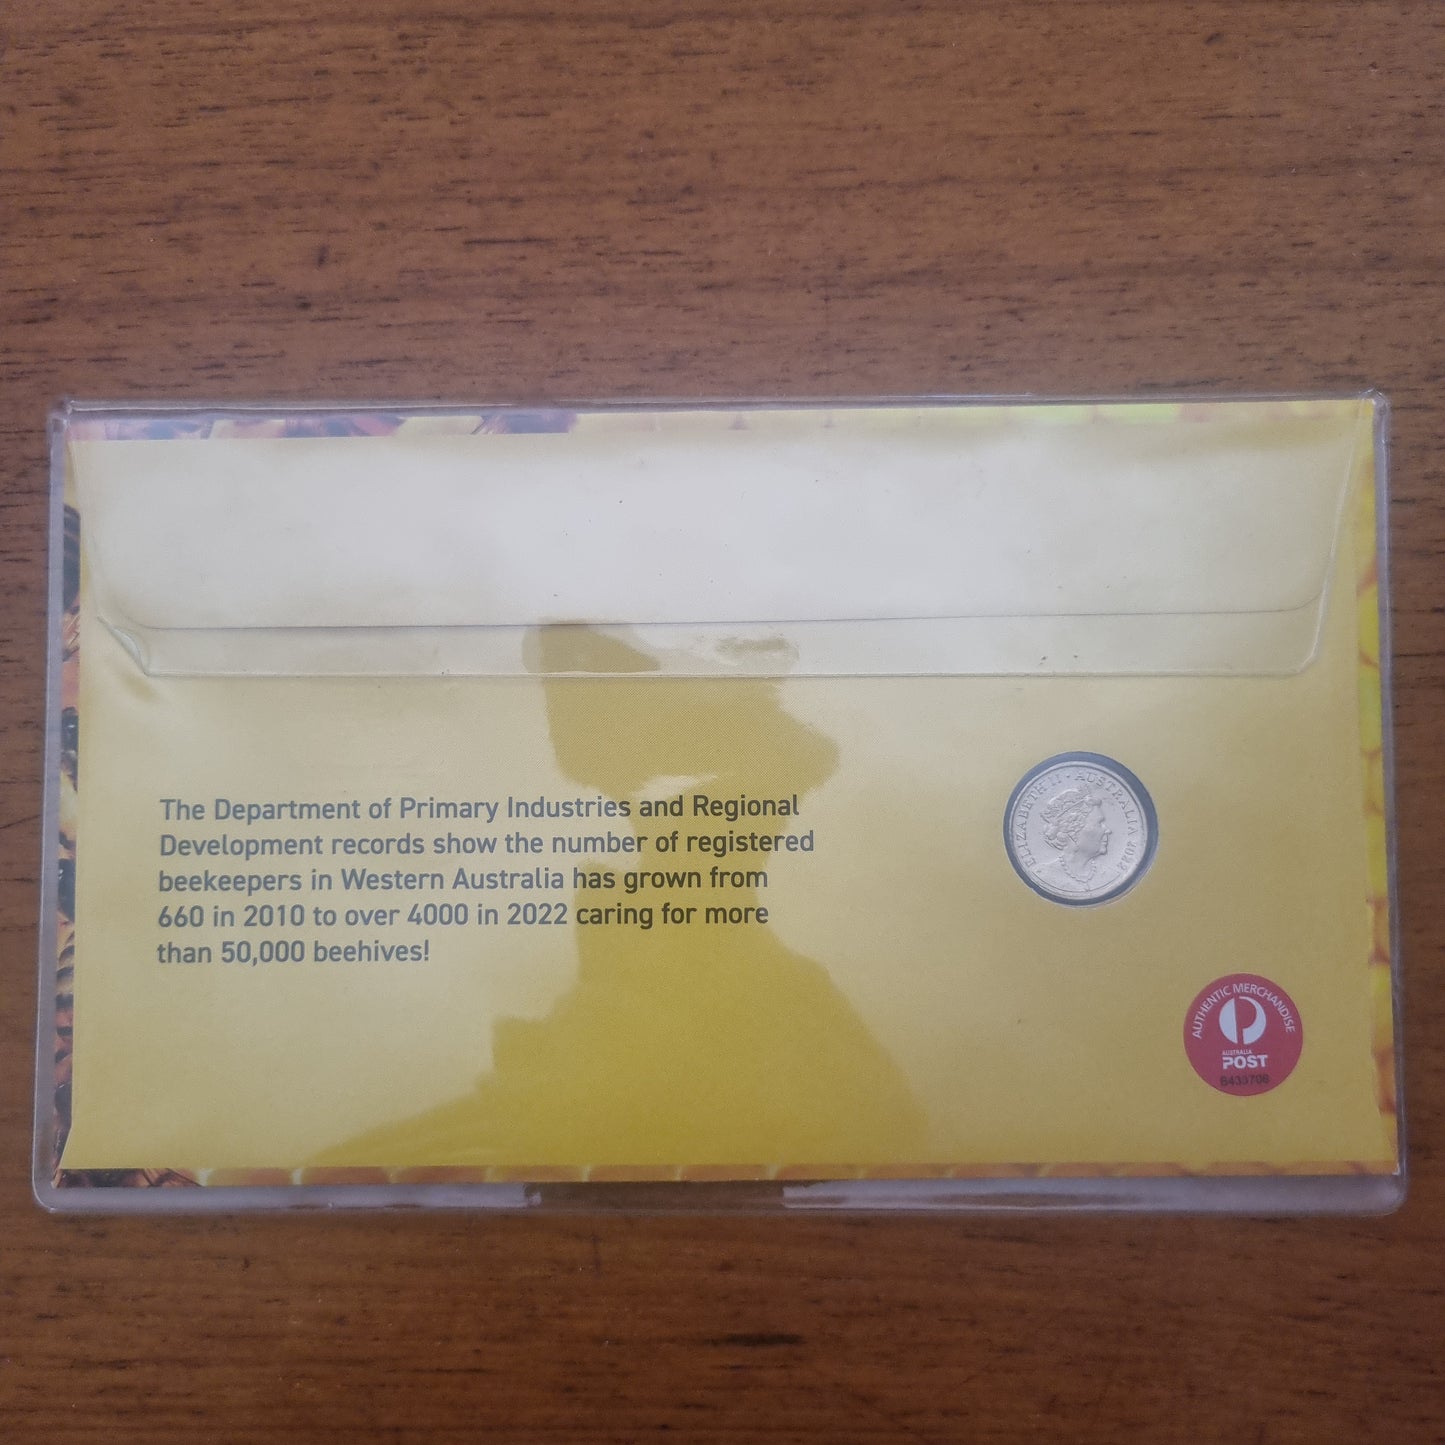 The Department of Primary Industries and Regional
Development records show the number of registered
beekeepers in Western Australia has grown from
660 in 2010 to over 4000 in 2022 caring for more
than 50,000 beehives!
ELIZABETH II · AUSTRALIA 2022
AUTHENTIC MERCHANDISE
AUSTRALIA
POST